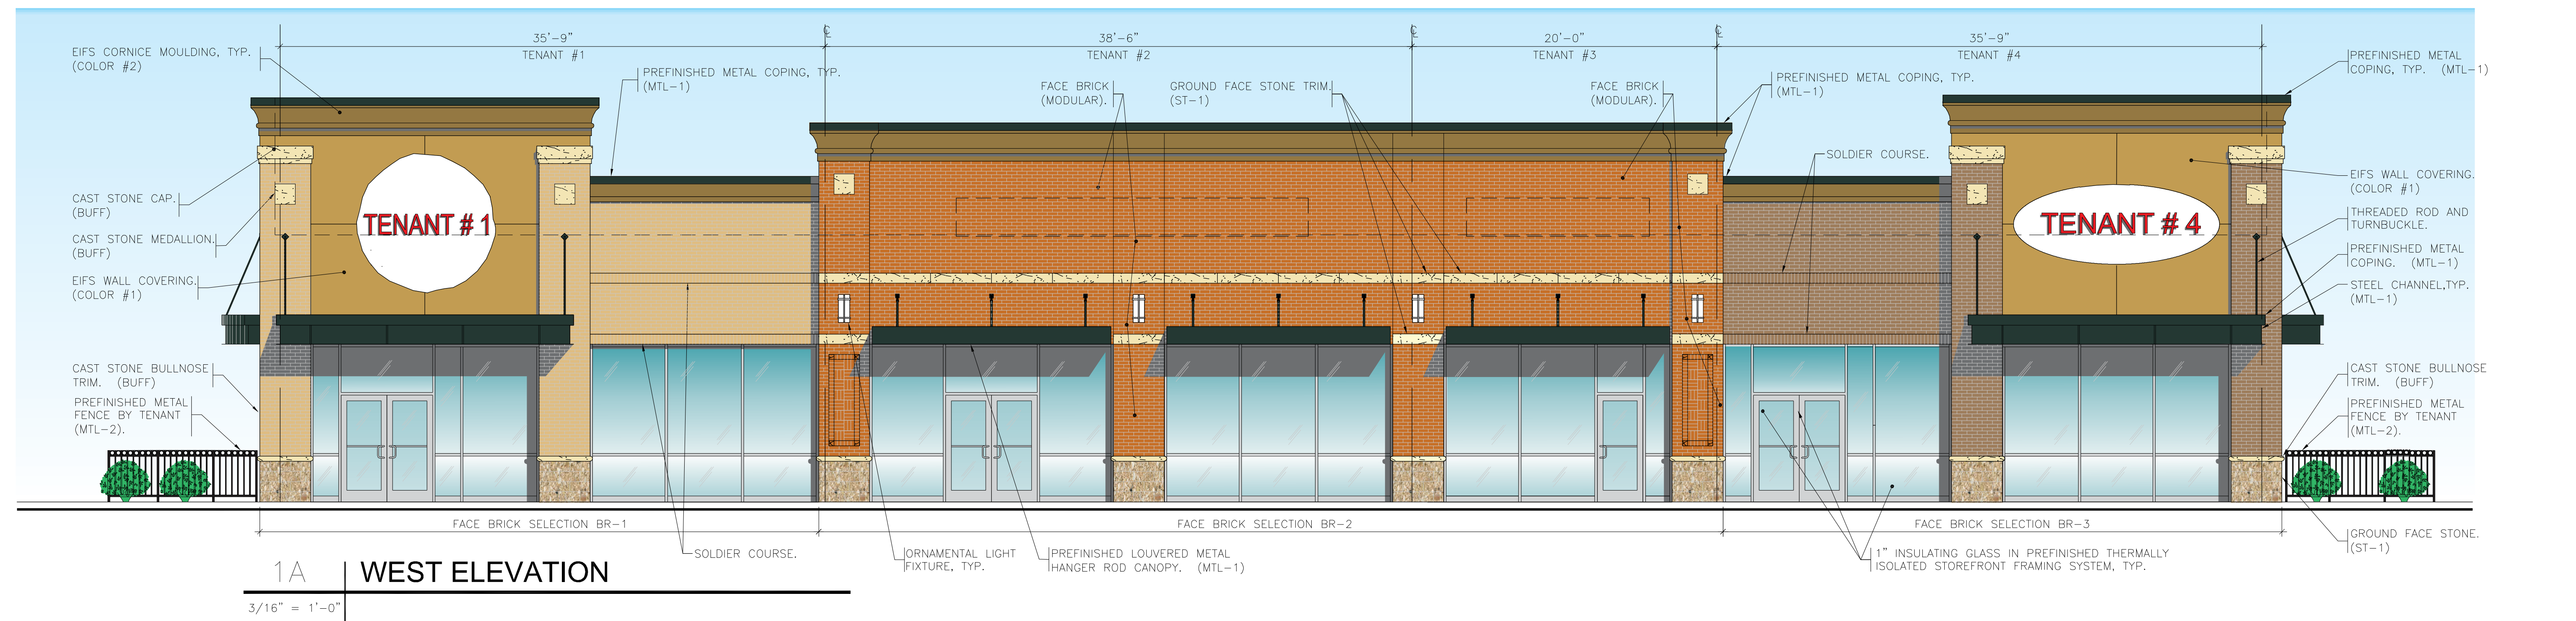 35'-9"
38'-6"
20'-0"
35'-9"
TENANT #1
TENANT #2
TENANT #3
TENANT #4
EIFS CORNICE MOULDING, TYP.
(COLOR #2)
PREFINISHED METAL COPING, TYP.
(MTL-1)
FACE BRICK
(MODULAR).
GROUND FACE STONE TRIM.
(ST-1)
FACE BRICK
(MODULAR).
PREFINISHED METAL COPING, TYP.
(MTL-1)
PREFINISHED METAL
COPING, TYP. (MTL-1)
SOLDIER COURSE.
CAST STONE CAP.
(BUFF)
CAST STONE MEDALLION.
(BUFF)
EIFS WALL COVERING.
(COLOR #1)
TENANT # 1
TENANT # 4
EIFS WALL COVERING.
(COLOR #1)
THREADED ROD AND
TURNBUCKLE.
PREFINISHED METAL
COPING. (MTL-1)
STEEL CHANNEL,TYP.
(MTL-1)
CAST STONE BULLNOSE
TRIM. (BUFF)
PREFINISHED METAL
FENCE BY TENANT
(MTL-2).
CAST STONE BULLNOSE
TRIM. (BUFF)
PREFINISHED METAL
FENCE BY TENANT
(MTL-2).
GROUND FACE STONE.
(ST-1)
FACE BRICK SELECTION BR-1
FACE BRICK SELECTION BR-2
FACE BRICK SELECTION BR-3
SOLDIER COURSE.
ORNAMENTAL LIGHT
FIXTURE, TYP.
PREFINISHED LOUVERED METAL
HANGER ROD CANOPY. (MTL-1)
1" INSULATING GLASS IN PREFINISHED THERMALLY
ISOLATED STOREFRONT FRAMING SYSTEM, TYP.
1A
WEST ELEVATION
3/16" = 1'-0"